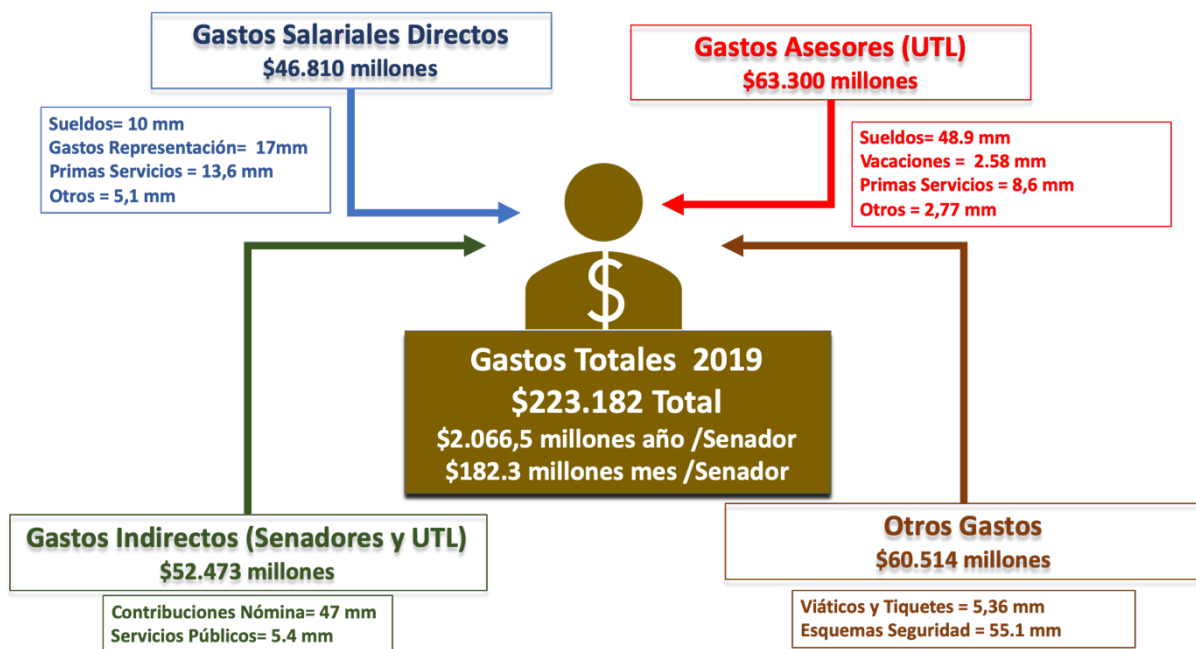 Gastos Salariales Directos
$46.810 millones
Sueldos= 10 mm
Gastos Representación=  17mm
Primas Servicios = 13,6 mm
Otros = 5,1 mm
Gastos Asesores (UTL)
$63.300 millones
Sueldos= 48.9 mm
Vacaciones =  2.58 mm
Primas Servicios = 8,6 mm
Otros = 2,77 mm
$
Gastos Totales  2019
$223.182 Total
$2.066,5 millones año /Senador
$182.3 millones mes /Senador
Gastos Indirectos (Senadores y UTL)
$52.473 millones
Contribuciones Nómina= 47 mm
Servicios Públicos= 5.4 mm
Otros Gastos
$60.514 millones
Viáticos y Tiquetes = 5,36 mm
Esquemas Seguridad = 55.1 mm